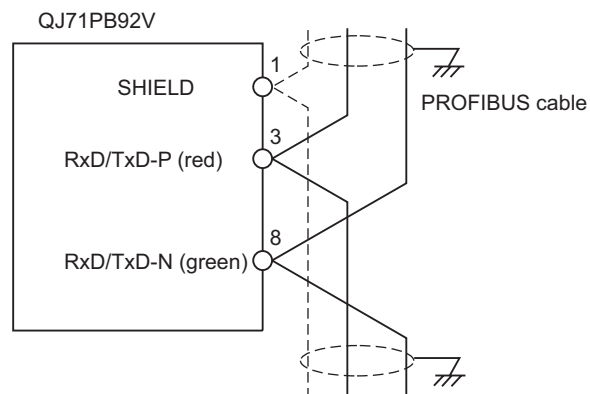 QJ71PB92V
1
SHIELD
PROFIBUS cable
3
RxD/TxD-P (red)
8
RxD/TxD-N (green)